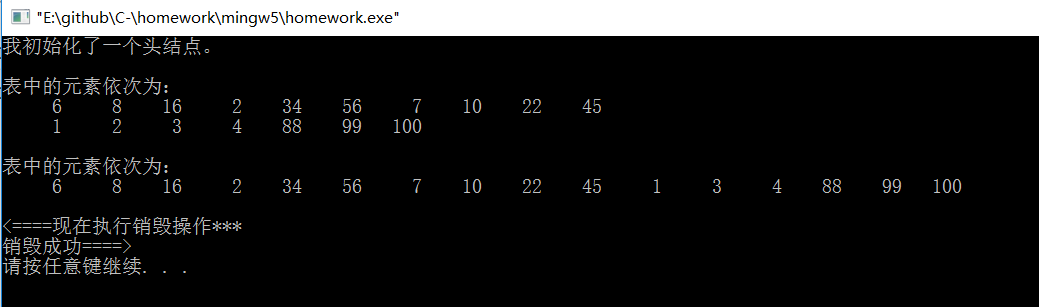 "E:\github\C-\homework\mingw5\homework.exe"
我初始化了一个头结点。
表中的元素依次为:
6 8 16 2 34 56 7 10 22 45
1 2 3 4 88 99 100
表中的元素依次为:
6 8 16 2 34 56 7 10 22 45 1 3 4 88 99 100
<====现在执行销毁操作***
销毁成功====>
请按任意键继续. . .